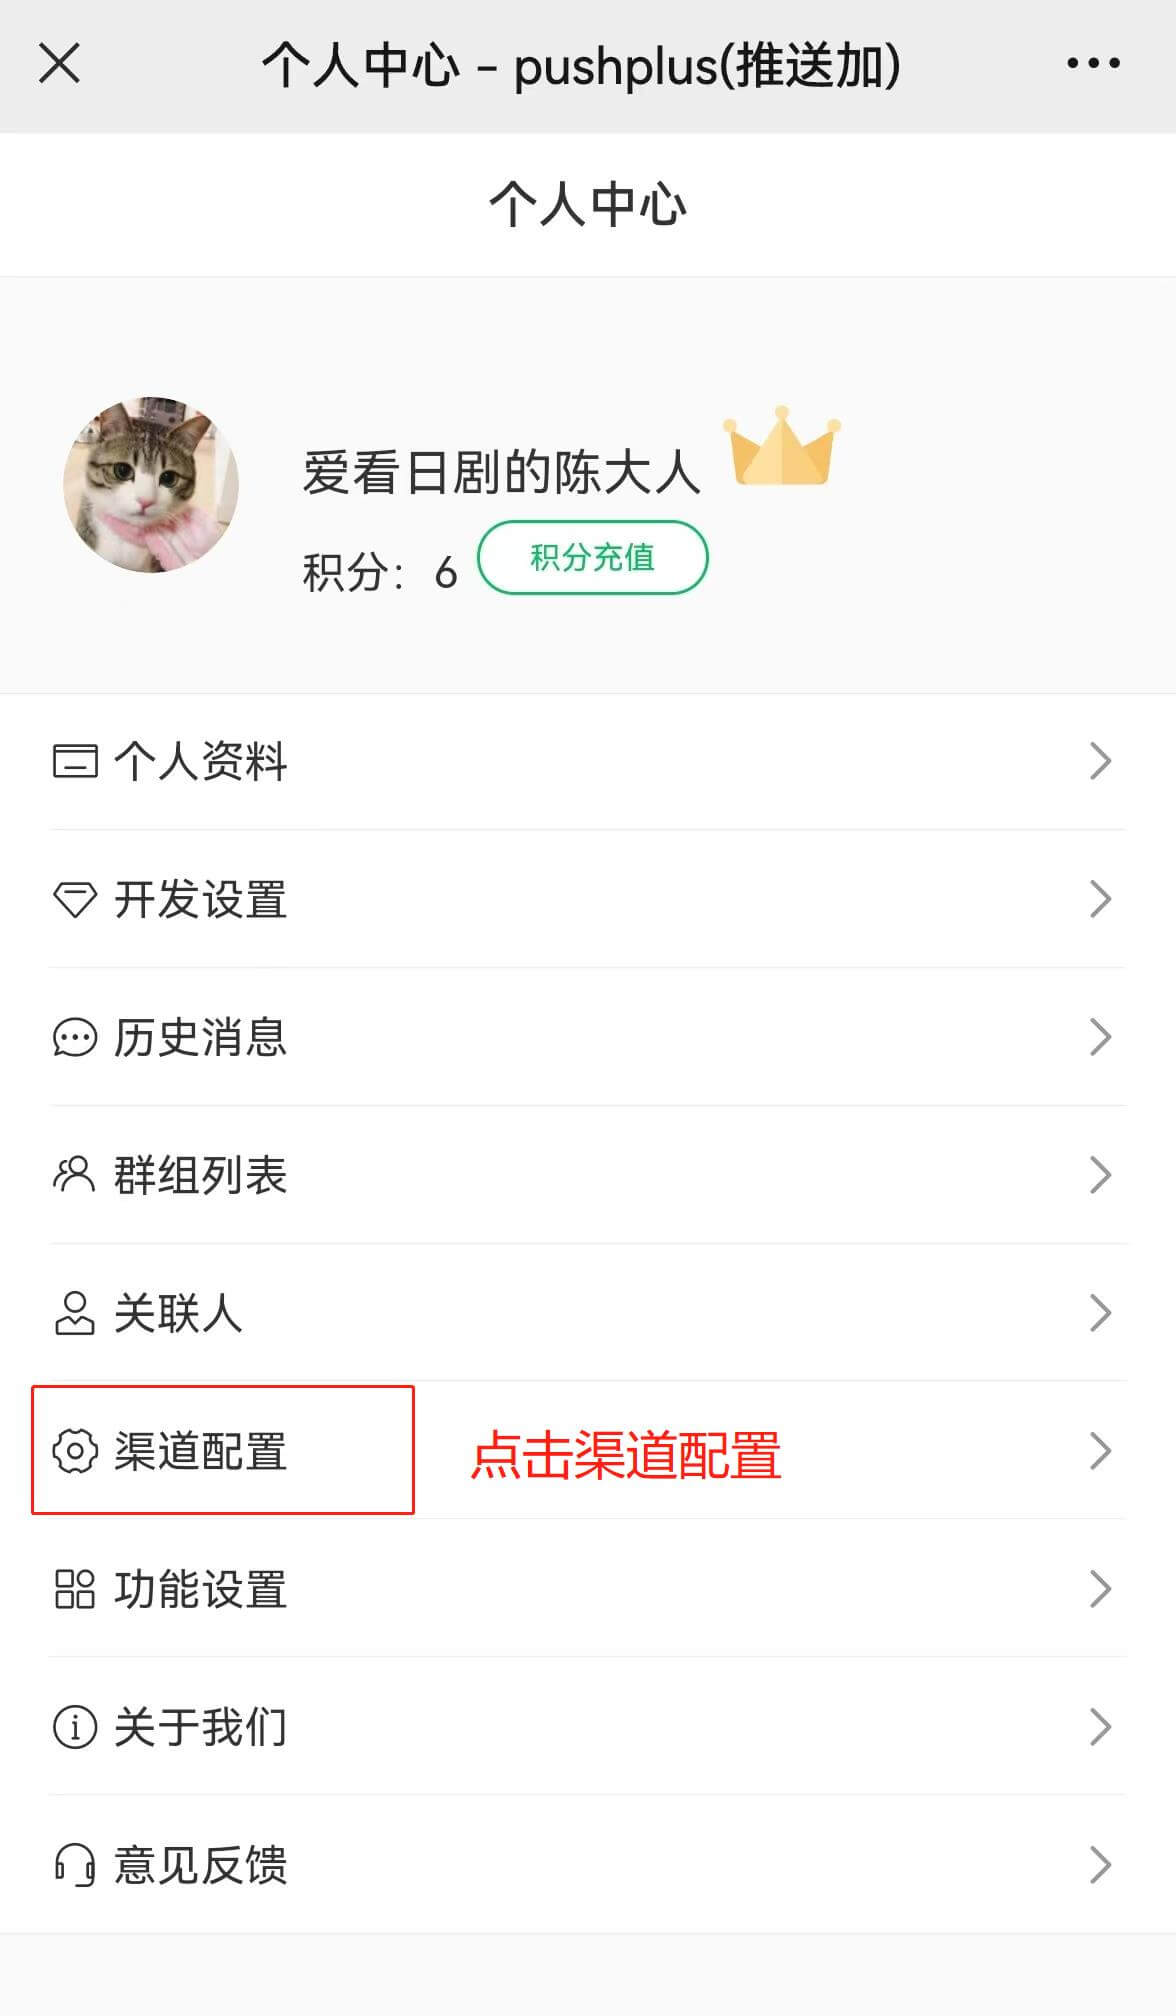 个人中心 - pushplus(推送加)
个人中心
爱看日剧的陈大人
积分：6 积分充值
个人资料
开发设置
历史消息
群组列表
关联人
渠道配置 点击渠道配置
功能设置
关于我们
意见反馈